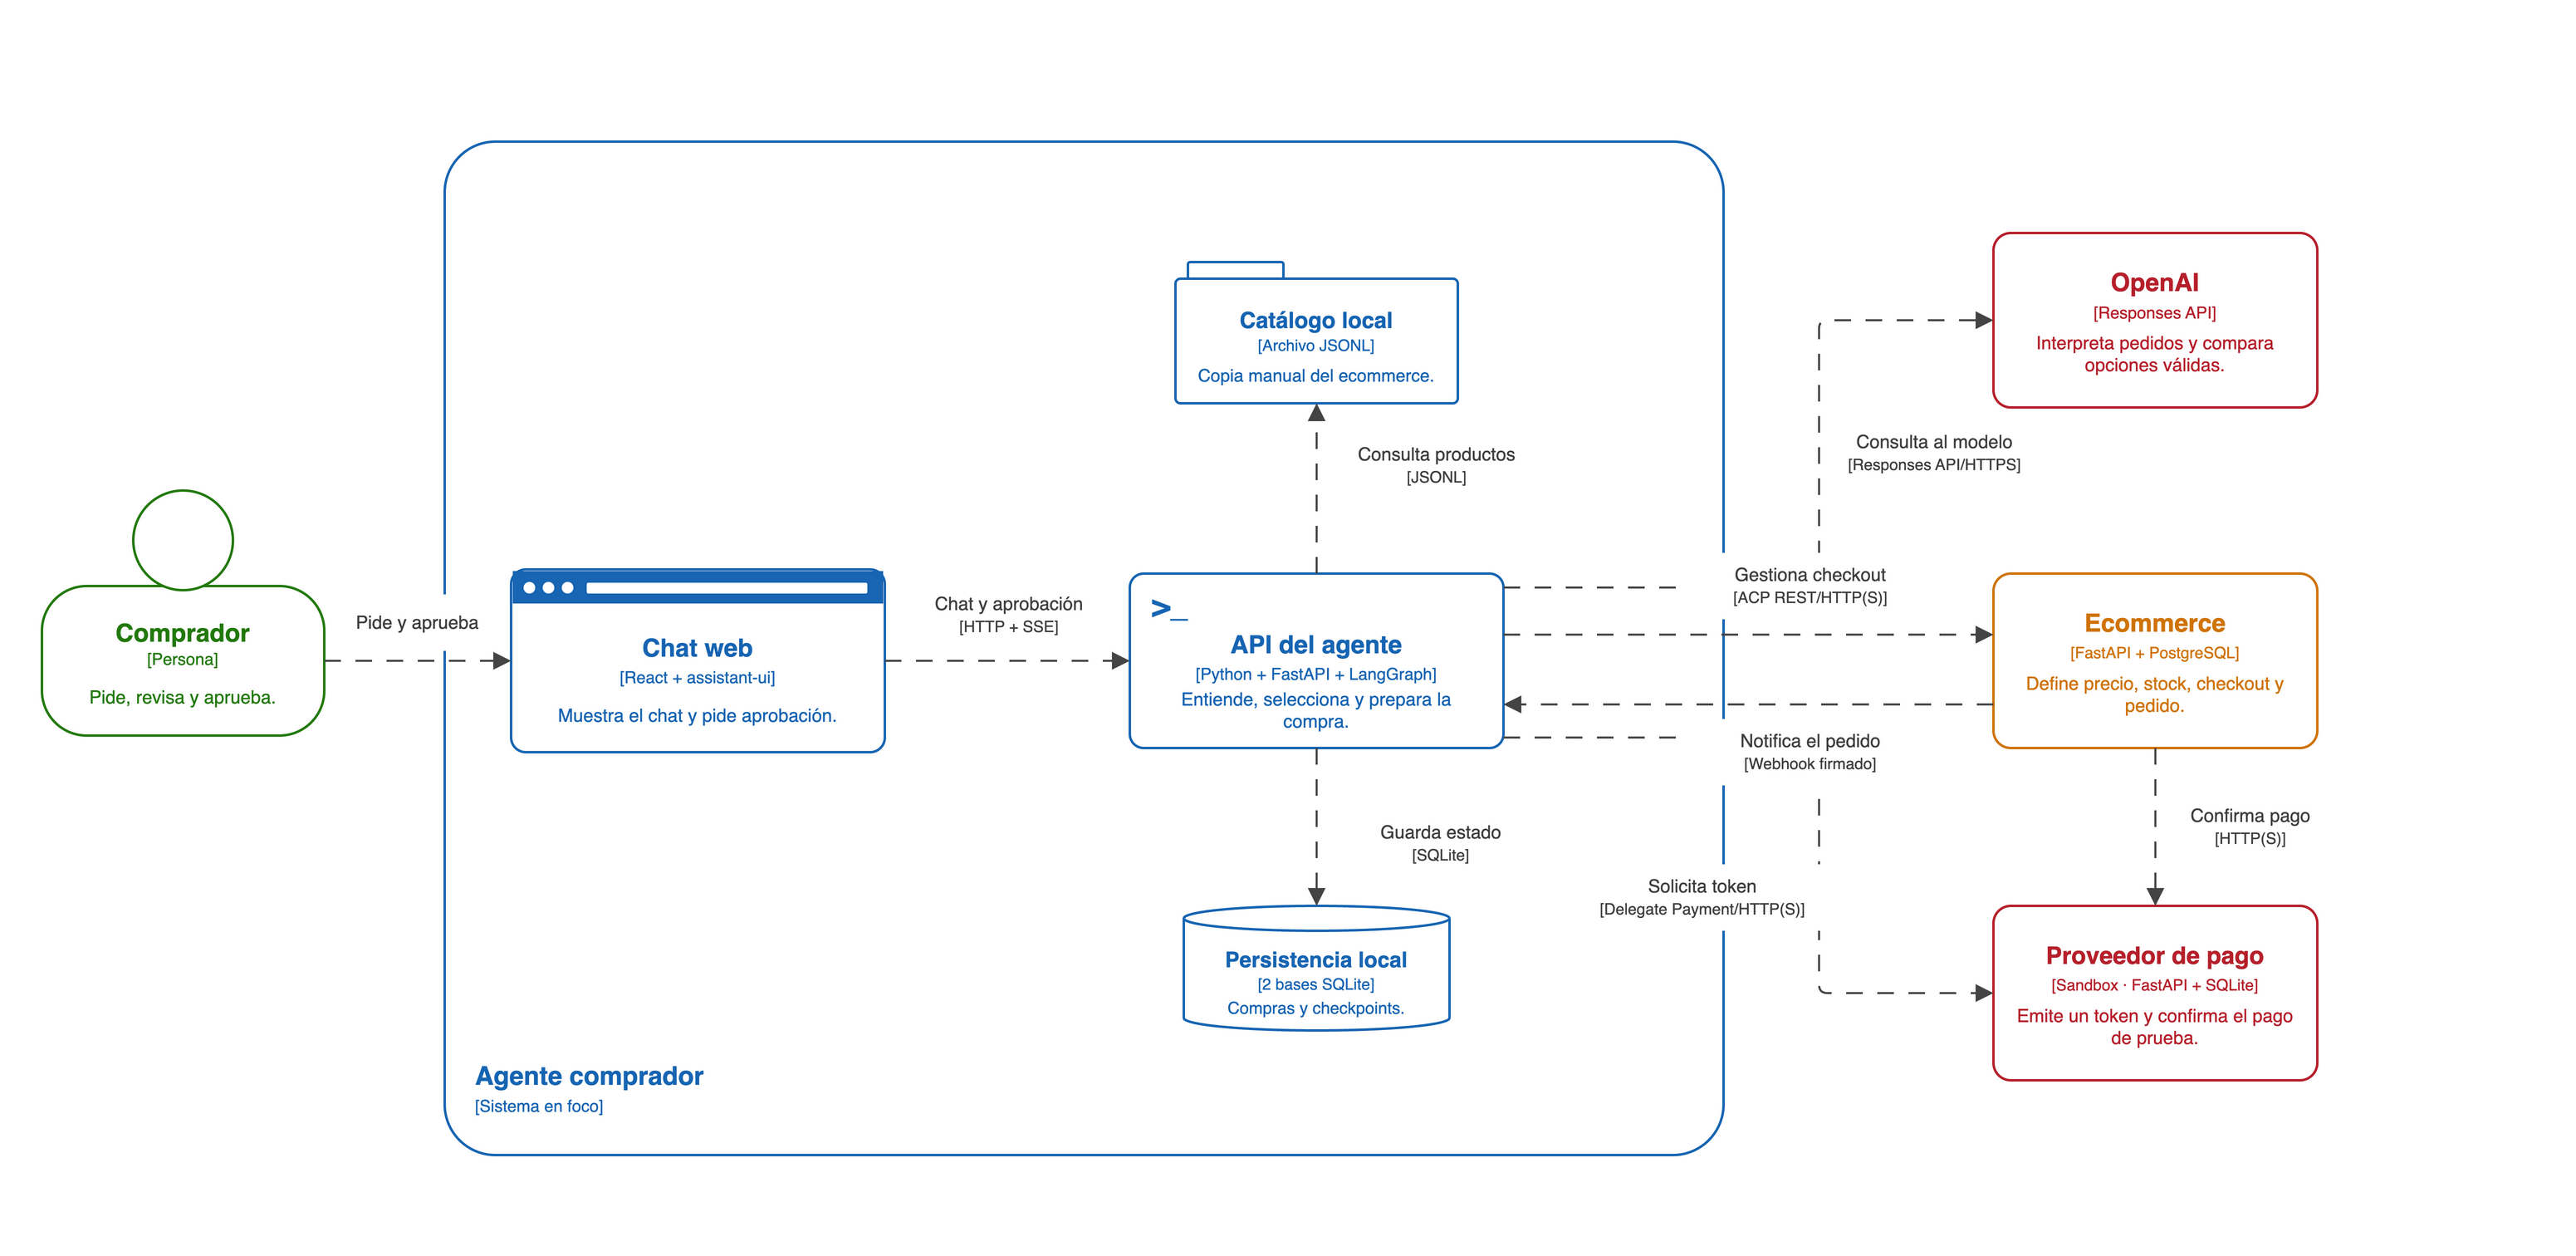 Comprador
[Persona]
Pide, revisa y aprueba.
Pide y aprueba
Chat web
[React + assistant-ui]
Muestra el chat y pide aprobación.
Chat y aprobación
[HTTP + SSE]
Catálogo local
[Archivo JSONL]
Copia manual del ecommerce.
Consulta productos
[JSONL]
>_
API del agente
[Python + FastAPI + LangGraph]
Entiende, selecciona y prepara la
compra.
Guarda estado
[SQLite]
Persistencia local
[2 bases SQLite]
Compras y checkpoints.
Agente comprador
[Sistema en foco]
OpenAI
[Responses API]
Interpreta pedidos y compara
opciones válidas.
Consulta al modelo
[Responses API/HTTPS]
Gestiona checkout
[ACP REST/HTTP(S)]
Ecommerce
[FastAPI + PostgreSQL]
Define precio, stock, checkout y
pedido.
Notifica el pedido
[Webhook firmado]
Confirma pago
[HTTP(S)]
Solicita token
[Delegate Payment/HTTP(S)]
Proveedor de pago
[Sandbox · FastAPI + SQLite]
Emite un token y confirma el pago
de prueba.